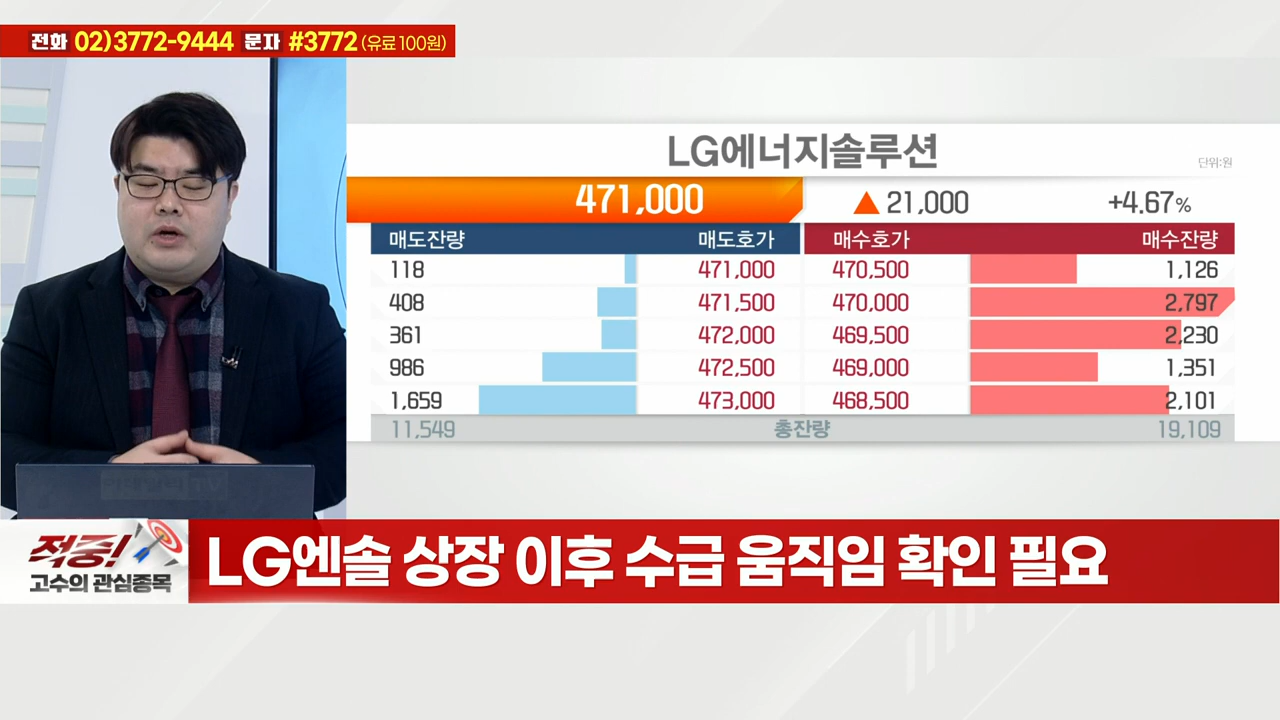 전화 02)3772-9444 문자 #3772 (유료 100원)
LG에너지솔루션
단위:원
471,000 ▲ 21,000 +4.67%
매도잔량 매도호가 매수호가 매수잔량
118 471,000 470,500 1,126
408 471,500 470,000 2,797
361 472,000 469,500 2,230
986 472,500 469,000 1,351
1,659 473,000 468,500 2,101
11,549 총잔량 19,109
적중!
고수의 관심종목
LG엔솔 상장 이후 수급 움직임 확인 필요